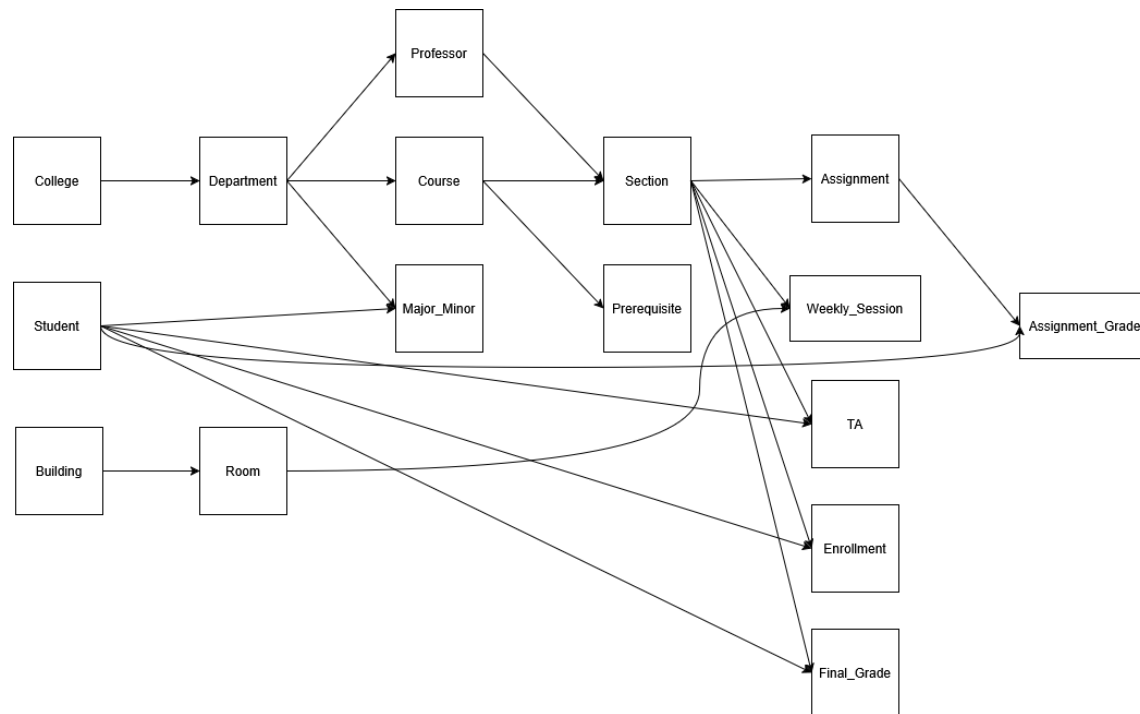 Professor
College
Department
Course
Section
Assignment
Student
Major_Minor
Prerequisite
Weekly_Session
Assignment_Grade
TA
Building
Room
Enrollment
Final_Grade